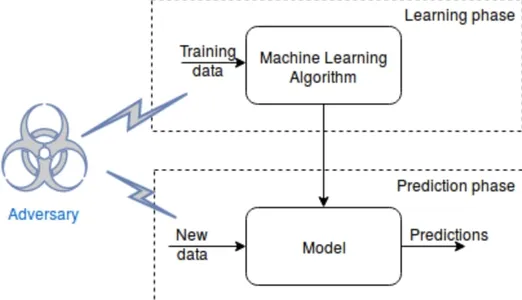 Learning phase
Training
data
Machine Learning
Algorithm
Adversary
Prediction phase
New
data
Model
Predictions